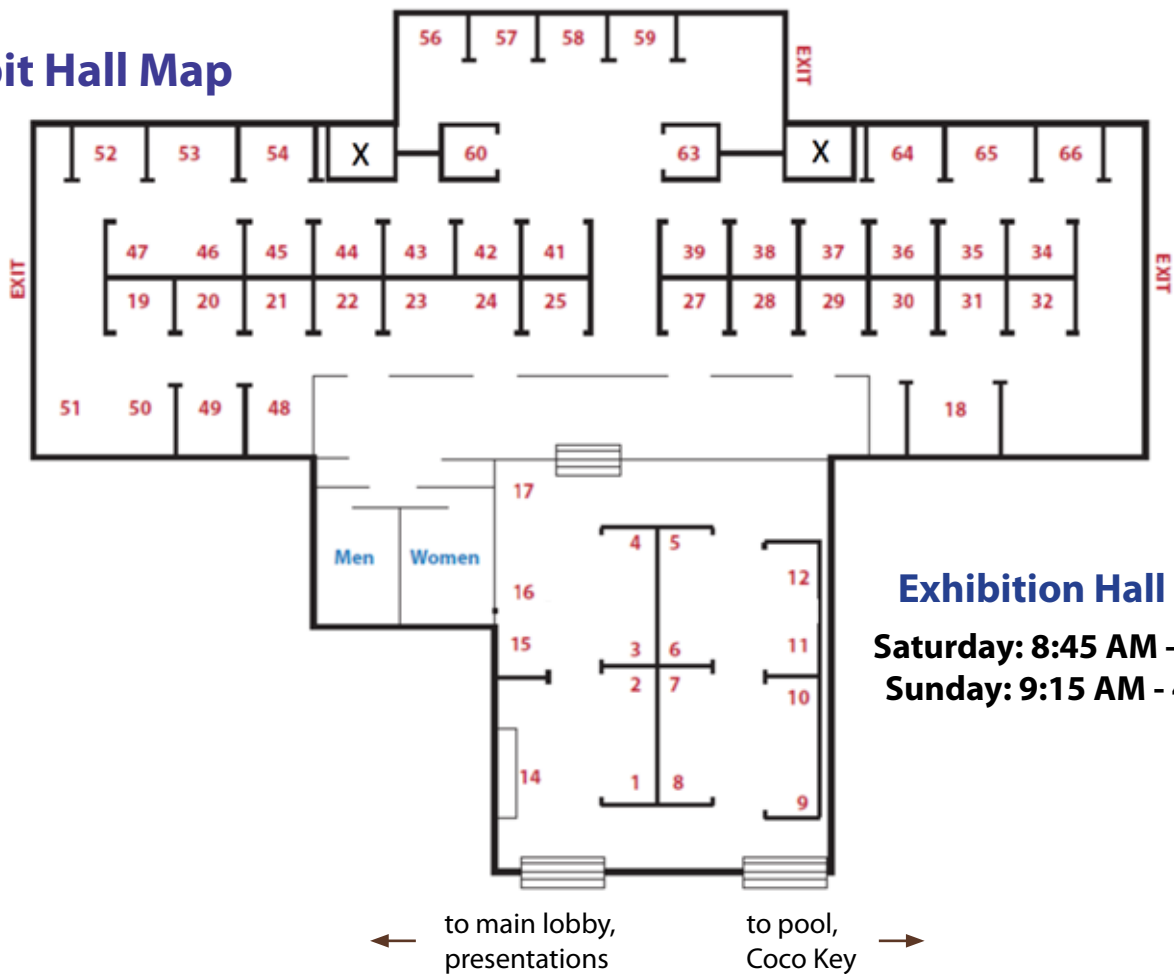 56 57 58 59
EXIT
bit Hall Map
52 53 54 X 60 63 X 64 65 66
47 46 45 44 43 42 41 39 38 37 36 35 34
EXIT
EXIT
19 20 21 22 23 24 25 27 28 29 30 31 32
51 50 49 48 18
17
4 5
Men Women
12
16
15 3 6 11
2 7 10
14 1 8
9
Exhibition Hall
Saturday: 8:45 AM -
Sunday: 9:15 AM -
to main lobby,
presentations
to pool,
Coco Key